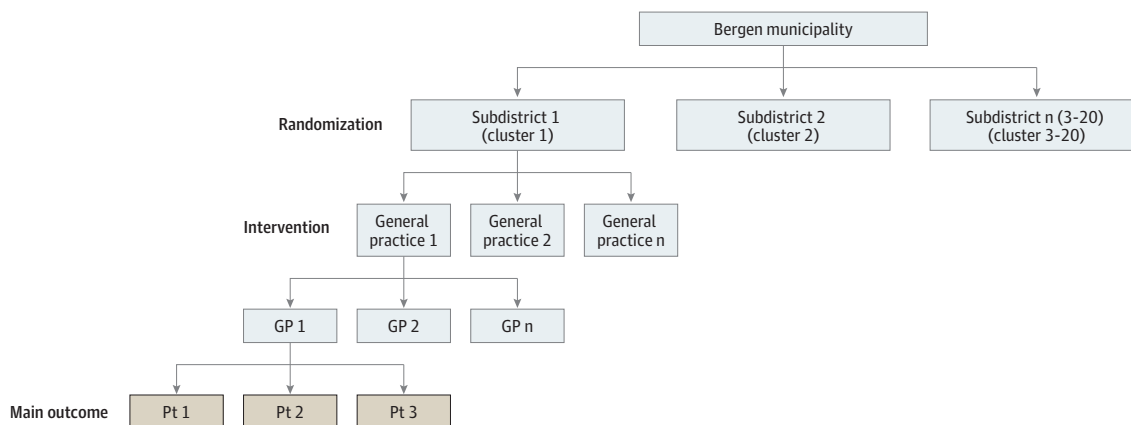 Bergen municipality
Randomization
Subdistrict 1
(cluster 1)
Subdistrict 2
(cluster 2)
Subdistrict n (3-20)
(cluster 3-20)
Intervention
General
practice 1
General
practice 2
General
practice n
GP 1
GP 2
GP n
Main outcome
Pt 1
Pt 2
Pt 3